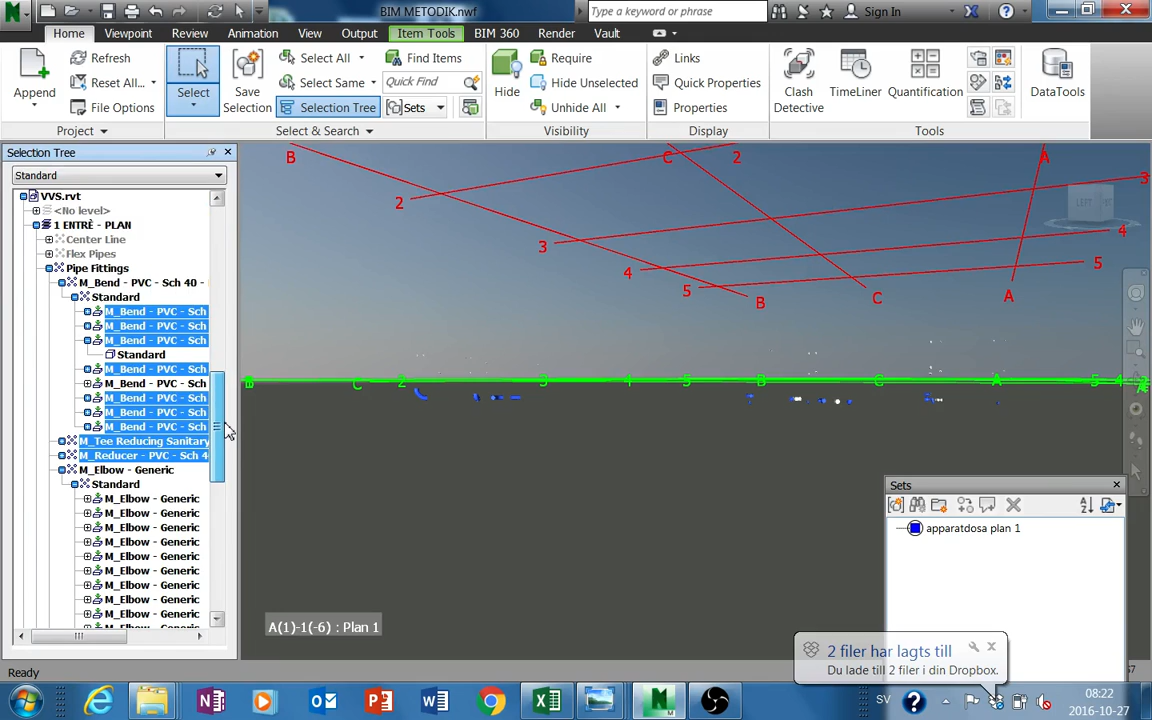 BIM METODIK.nwf
Type a keyword or phrase
Sign In
Home Viewpoint Review Animation View Output Item Tools BIM 360 Render Vault
Append
Refresh
Reset All...
File Options
Project
Select
Save Selection
Select All
Select Same
Selection Tree
Find Items
Quick Find
Sets
Select & Search
Hide
Require
Hide Unselected
Unhide All
Visibility
Links
Quick Properties
Properties
Display
Clash Detective
TimeLiner
Quantification
Tools
DataTools
Selection Tree
Standard
VVS.rvt
<No level>
1 ENTRÈ - PLAN
Center Line
Flex Pipes
Pipe Fittings
M_Bend - PVC - Sch 40 -
Standard
M_Bend - PVC - Sch
M_Bend - PVC - Sch
M_Bend - PVC - Sch
Standard
M_Bend - PVC - Sch
M_Bend - PVC - Sch
M_Bend - PVC - Sch
M_Bend - PVC - Sch
M_Bend - PVC - Sch
M_Tee Reducing Sanitary
M_Reducer - PVC - Sch 4
M_Elbow - Generic
Standard
M_Elbow - Generic
M_Elbow - Generic
M_Elbow - Generic
M_Elbow - Generic
M_Elbow - Generic
M_Elbow - Generic
M_Elbow - Generic
M_Elbow - Generic
M_Elbow - Generic
B C 2 A
2 3
3 4
4 5
5 B C A
LEFT
B C 2 3 4 5 B C A 5 4
A(1)-1(-6) : Plan 1
Sets
apparatdosa plan 1
2 filer har lagts till
Du lade till 2 filer i din Dropbox.
Ready
SV
08:22
2016-10-27